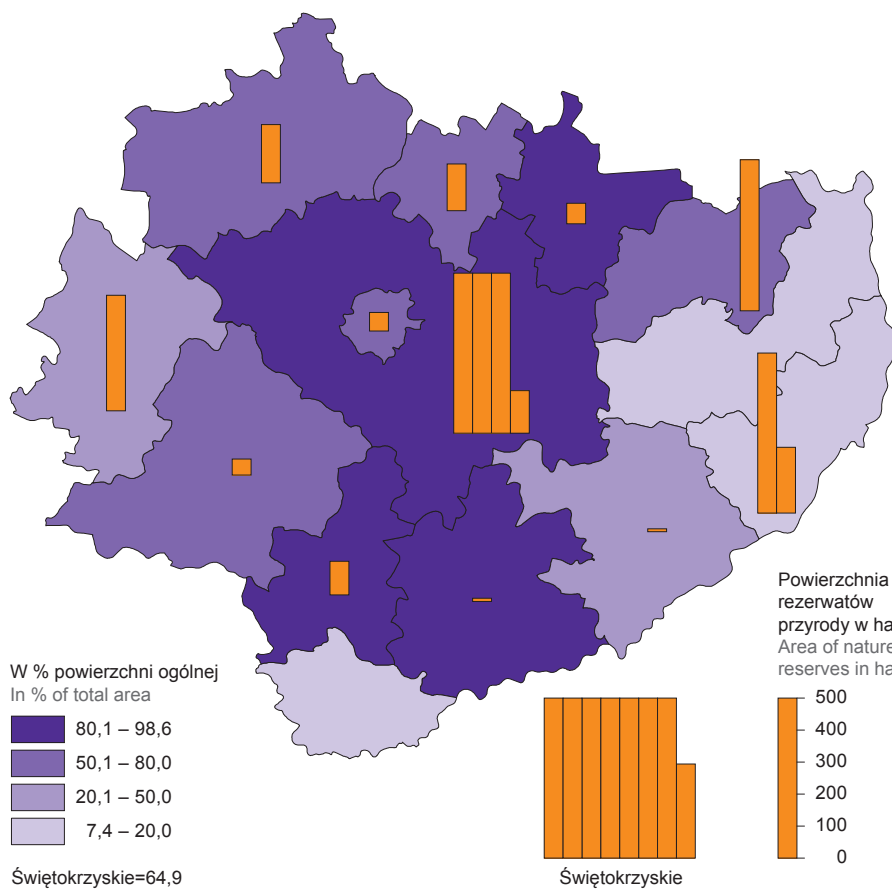 W % powierzchni ogólnej
In % of total area
80,1 – 98,6
50,1 – 80,0
20,1 – 50,0
7,4 – 20,0
Świętokrzyskie=64,9
Świętokrzyskie
Powierzchnia
rezerwatów
przyrody w ha
Area of nature
reserves in ha
500
400
300
200
100
0